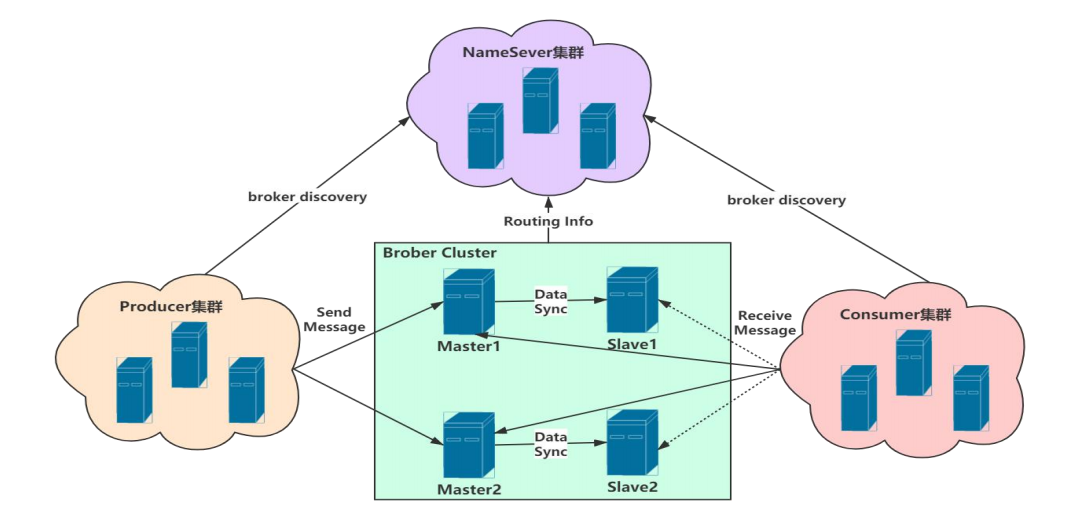 NameSever集群
broker discovery
broker discovery
Routing Info
Brober Cluster
Producer集群
Send
Message
Data
Sync
Master1
Slave1
Receive
Message
Consumer集群
Data
Sync
Master2
Slave2